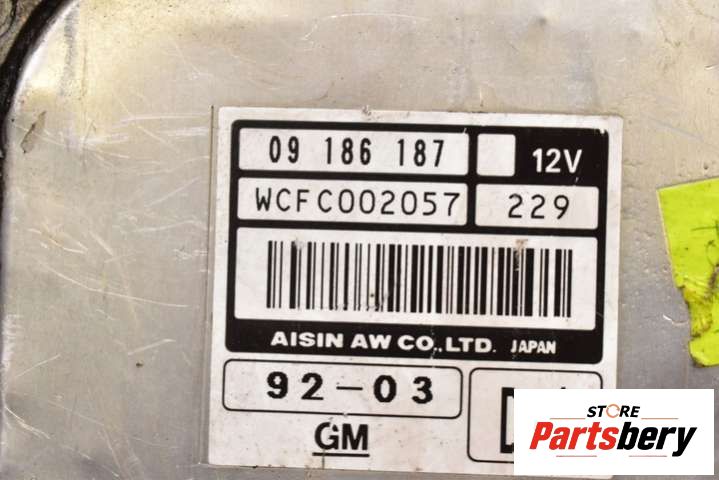 09 186 187 12V
WCFC002057 229
AISIN AW CO.,LTD. JAPAN
92-03
GM
STORE
Partsbery